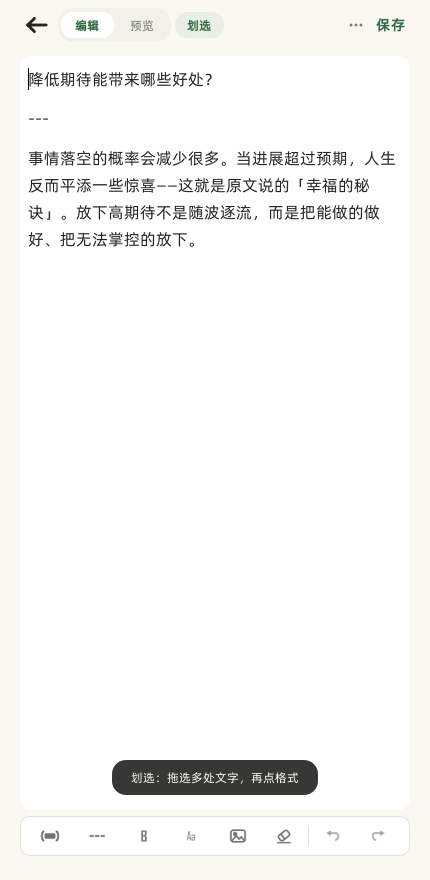 编辑 预览 划选 ··· 保存
降低期待能带来哪些好处？
---
事情落空的概率会减少很多。当进展超过预期，人生
反而平添一些惊喜——这就是原文说的「幸福的秘
诀」。放下高期待不是随波逐流，而是把能做的做
好、把无法掌控的放下。
划选：拖选多处文字，再点格式
--- B Aa